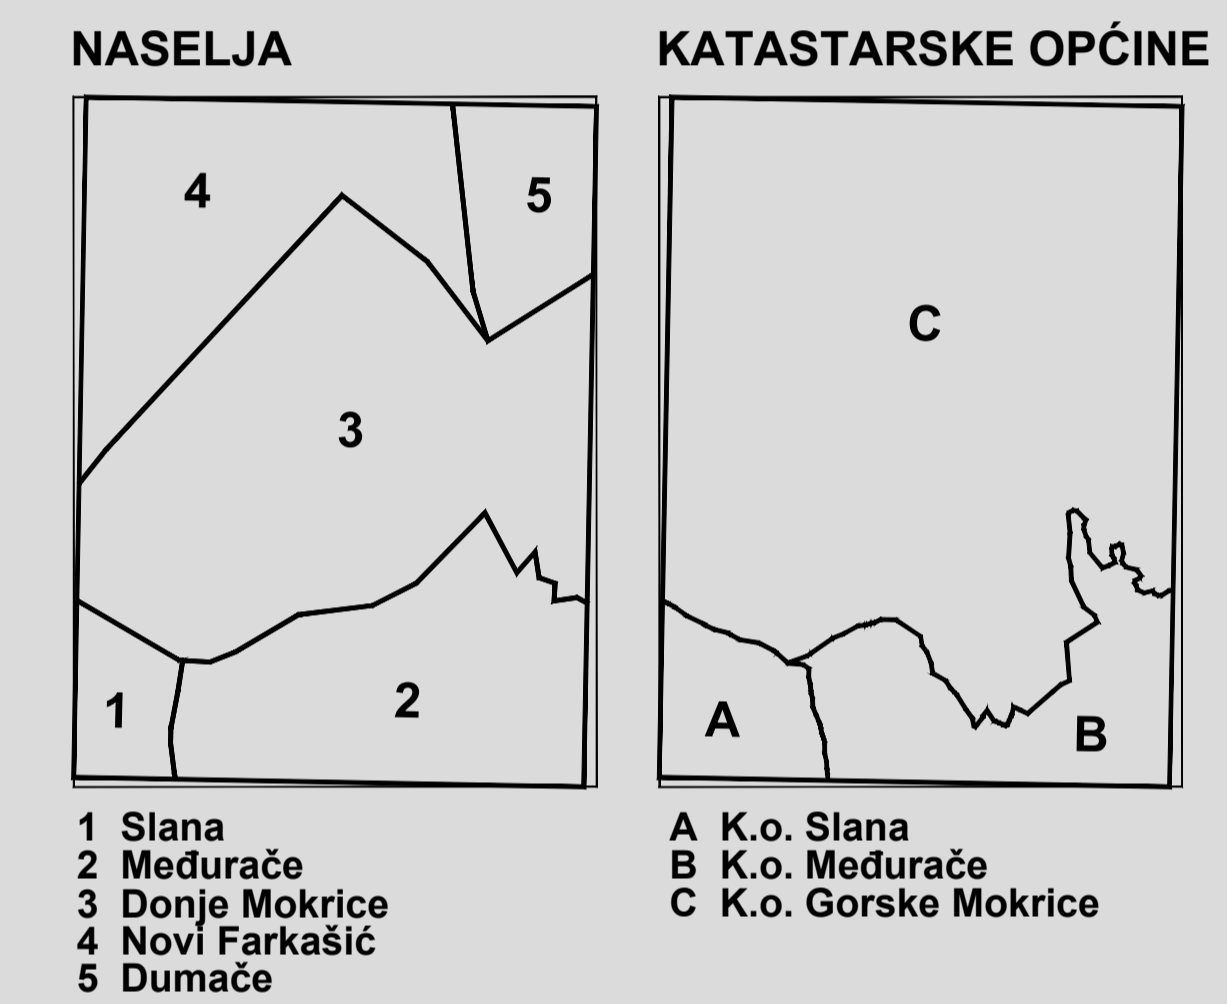 NASELJA
4
5
3
1
2
1 Slana
2 Međurače
3 Donje Mokrice
4 Novi Farkašić
5 Dumače
KATASTARSKE OPĆINE
C
A
B
A K.o. Slana
B K.o. Međurače
C K.o. Gorske Mokrice